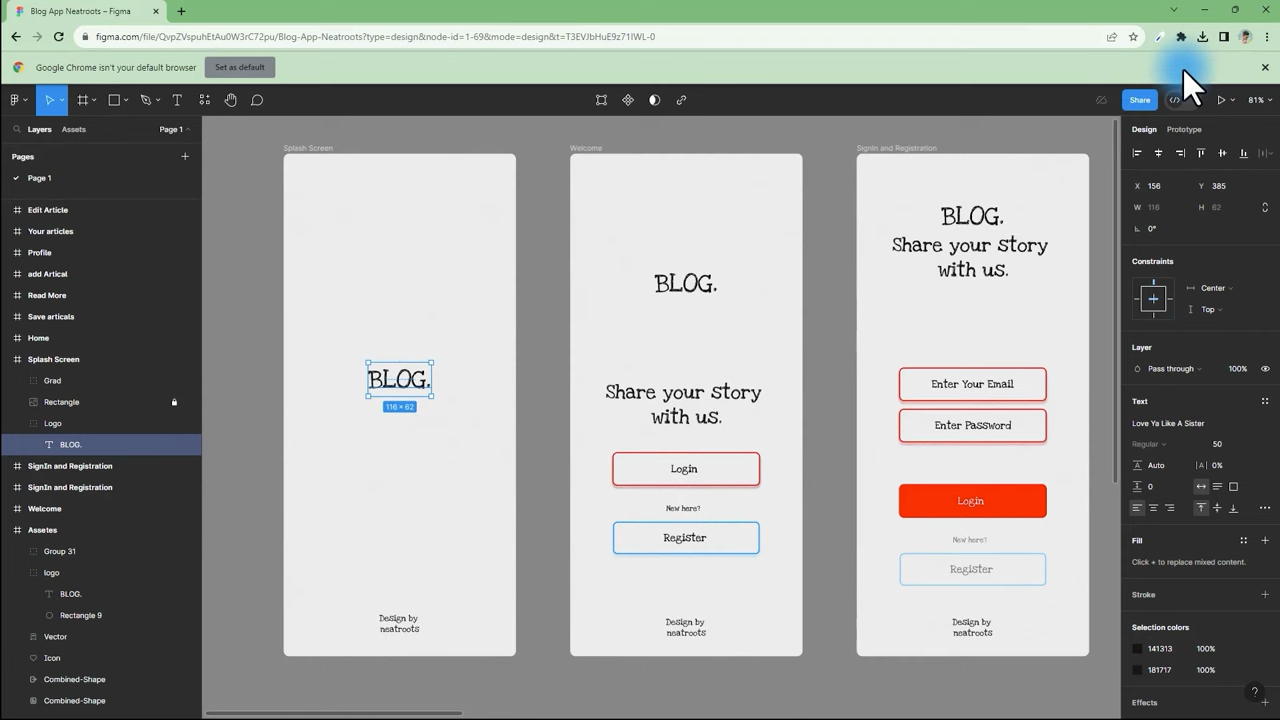 Blog App Neatroots – Figma
figma.com/file/QvpZVspuhEtAu0W3rC72pu/Blog-App-Neatroots?type=design&node-id=1-69&mode=design&t=T3EVJbHuE9z71IWL-0
Google Chrome isn't your default browser
Set as default
Share
81%
Layers
Assets
Page 1
Pages
Page 1
Edit Article
Your articles
Profile
add Artical
Read More
Save articals
Home
Splash Screen
Grad
Rectangle
Logo
BLOG.
SignIn and Registration
SignIn and Registration
Welcome
Assetes
Group 31
logo
BLOG.
Rectangle 9
Vector
Icon
Combined-Shape
Combined-Shape
Splash Screen
BLOG.
116 × 62
Design by
neatroots
Welcome
BLOG.
Share your story
with us.
Login
New here?
Register
Design by
neatroots
SignIn and Registration
BLOG.
Share your story
with us.
Enter Your Email
Enter Password
Login
New here?
Register
Design by
neatroots
Design
Prototype
X 156
Y 385
W 116
H 62
0°
Constraints
Center
Top
Layer
Pass through
100%
Text
Love Ya Like A Sister
Regular
50
Auto
0%
0
Fill
Click + to replace mixed content.
Stroke
Selection colors
141313 100%
181717 100%
Effects
?